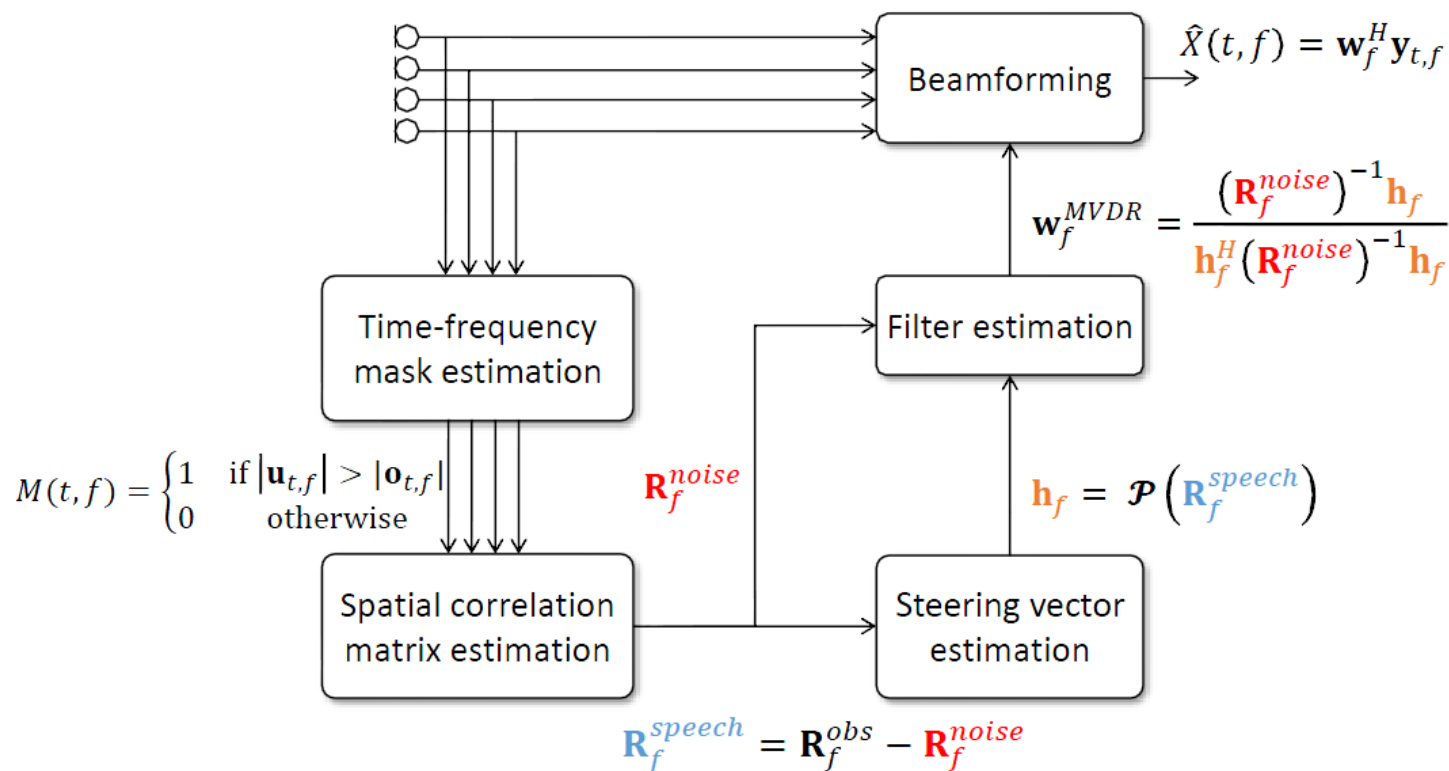 X̂(t, f) = w_f^H y_{t,f}
Beamforming
w_f^{MVDR} = (R_f^{noise})^{-1} h_f / h_f^H (R_f^{noise})^{-1} h_f
Time-frequency
mask estimation
Filter estimation
M(t, f) = {1 if |u_{t,f}| > |o_{t,f}|
0 otherwise
R_f^{noise}
h_f = 𝓟(R_f^{speech})
Spatial correlation
matrix estimation
Steering vector
estimation
R_f^{speech} = R_f^{obs} − R_f^{noise}